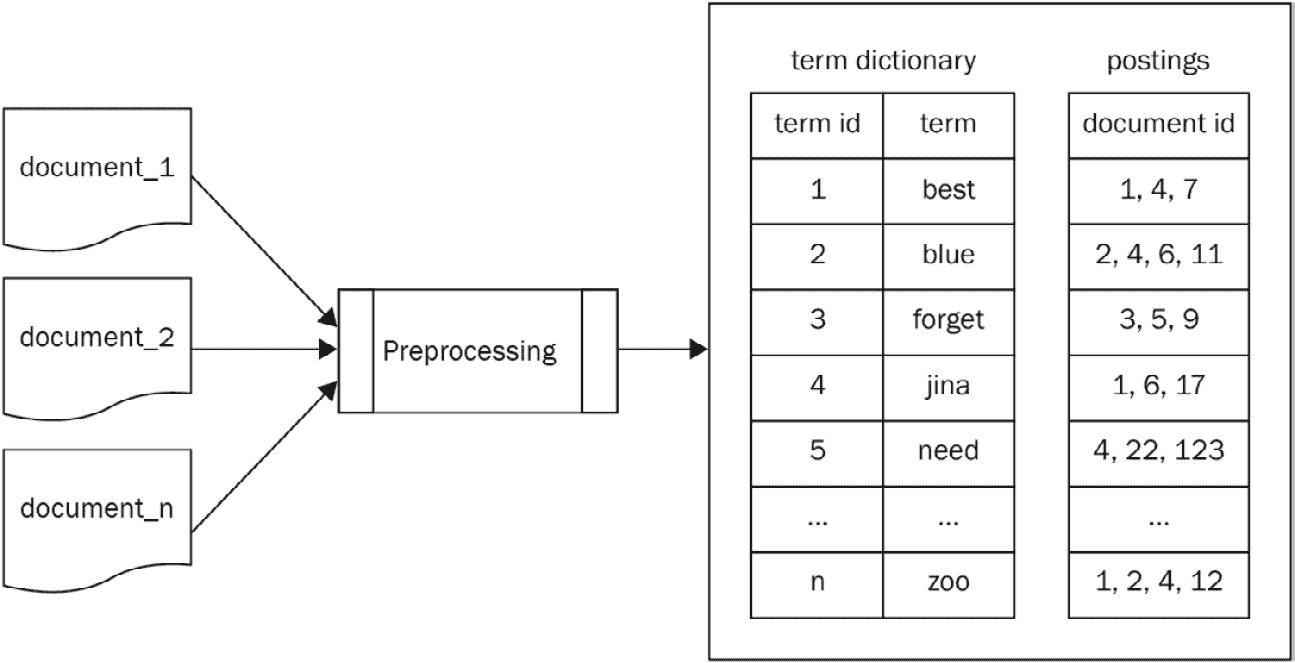 document_1
document_2
document_n
Preprocessing
term dictionary postings
term id term document id
1 best 1, 4, 7
2 blue 2, 4, 6, 11
3 forget 3, 5, 9
4 jina 1, 6, 17
5 need 4, 22, 123
... ... ...
n zoo 1, 2, 4, 12